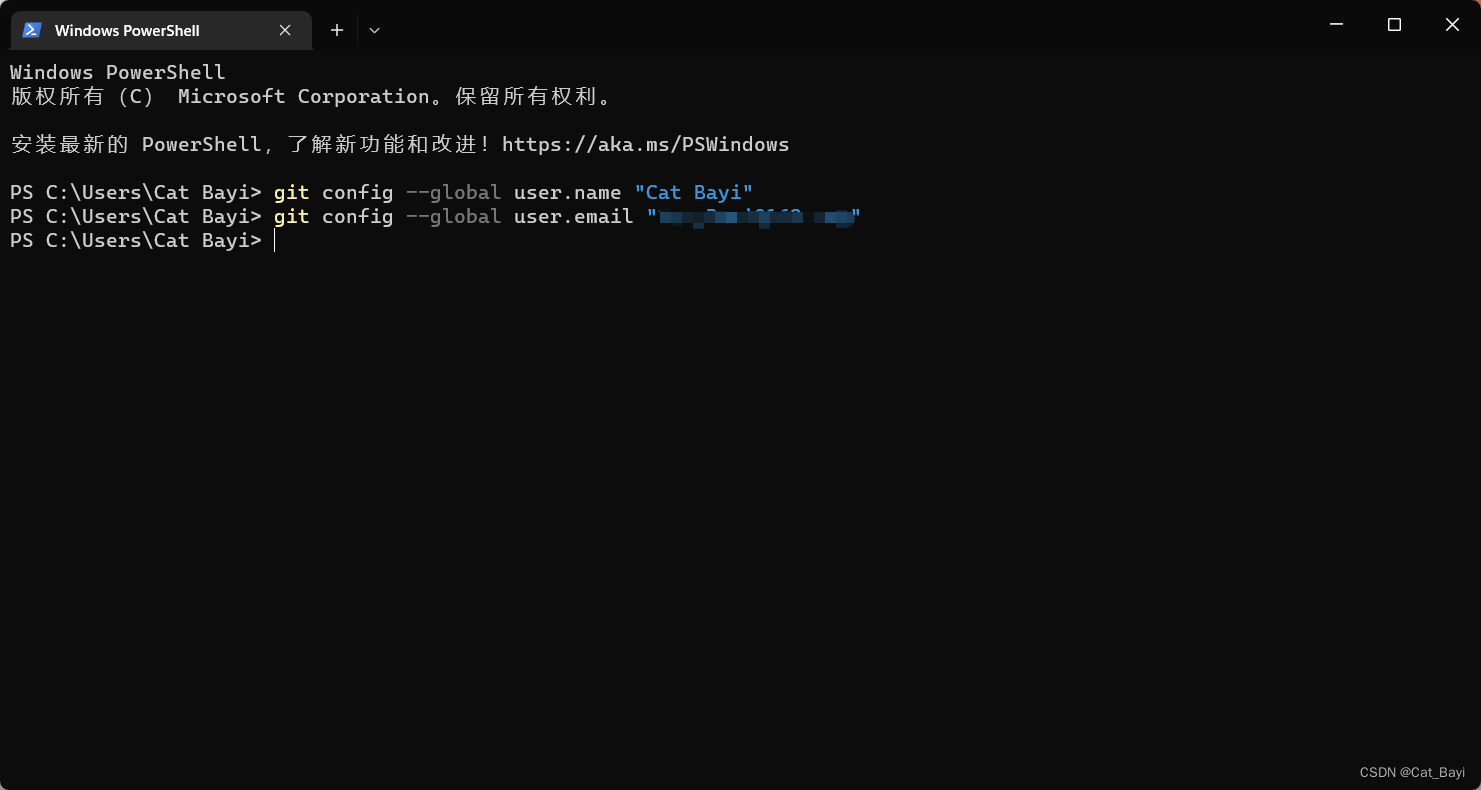 Windows PowerShell
Windows PowerShell
版权所有 (C) Microsoft Corporation。保留所有权利。
安装最新的 PowerShell，了解新功能和改进！https://aka.ms/PSWindows
PS C:\Users\Cat Bayi> git config --global user.name "Cat Bayi"
PS C:\Users\Cat Bayi> git config --global user.email "
PS C:\Users\Cat Bayi>
CSDN @Cat_Bayi